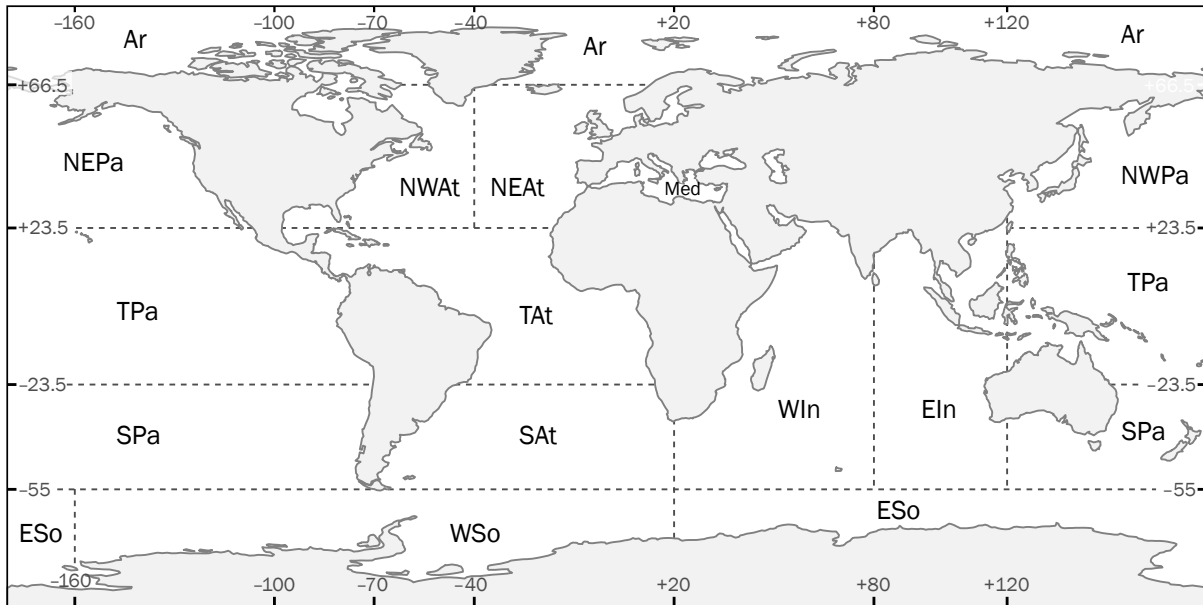 −160 −100 −70 −40 +20 +80 +120
Ar Ar Ar
+66.5 +66.5
NEPa NWAt NEAt Med NWPa
+23.5
TPa TAt TPa
−23.5 −23.5
SPa SAt WIn EIn SPa
−55 −55
ESo WSo ESo
−160 −100 −70 −40 +20 +80 +120